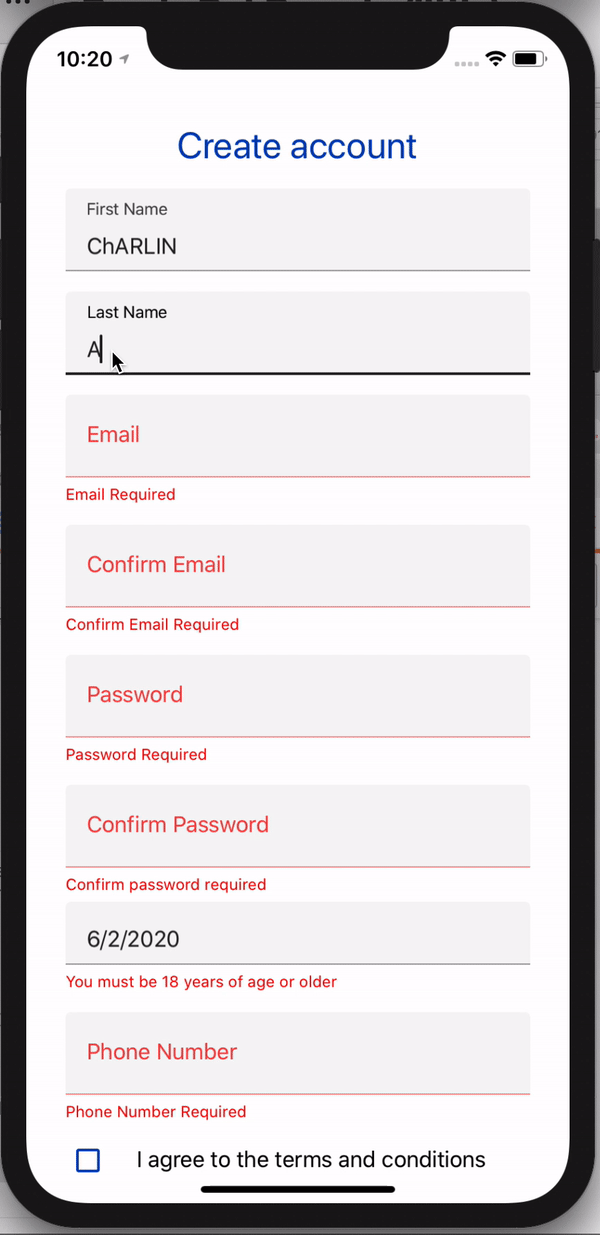 10:20
Create account
First Name
ChARLIN
Last Name
A
Email
Email Required
Confirm Email
Confirm Email Required
Password
Password Required
Confirm Password
Confirm password required
6/2/2020
You must be 18 years of age or older
Phone Number
Phone Number Required
I agree to the terms and conditions